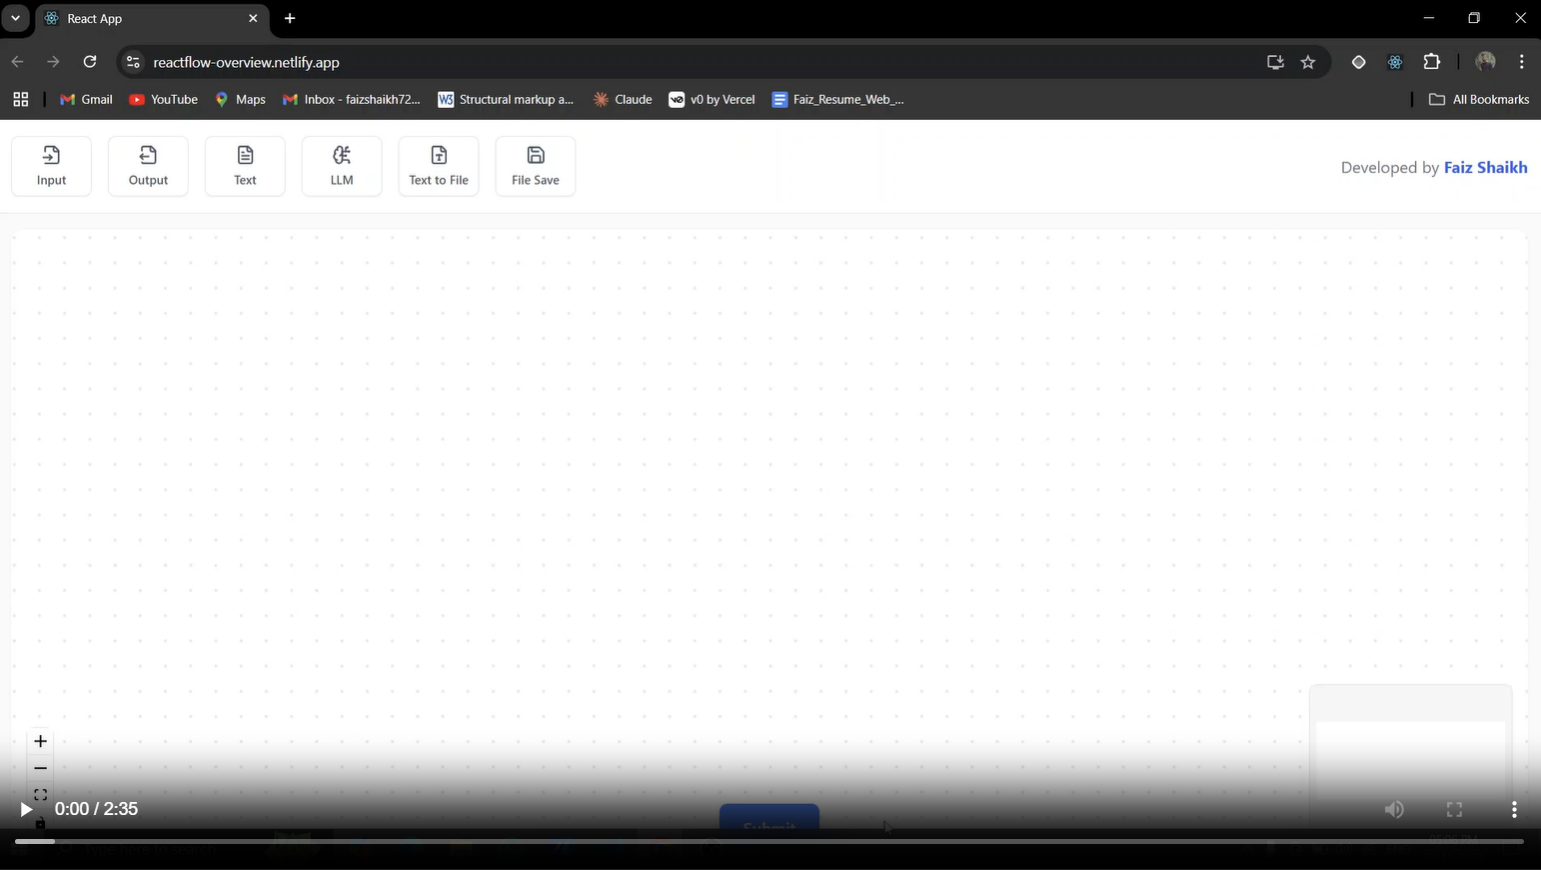 React App
reactflow-overview.netlify.app
Gmail
YouTube
Maps
Inbox - faizshaikh72...
Structural markup a...
Claude
v0 by Vercel
Faiz_Resume_Web_...
All Bookmarks
Input
Output
Text
LLM
Text to File
File Save
Developed by Faiz Shaikh
Submit
0:00 / 2:35